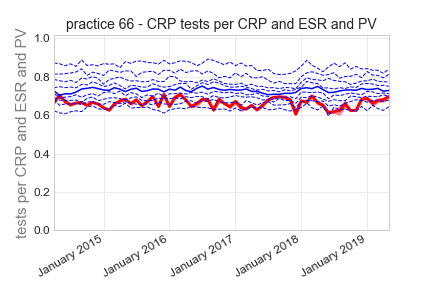 practice 66 - CRP tests per CRP and ESR and PV
tests per CRP and ESR and PV
1.0
0.8
0.6
0.4
0.2
0.0
January 2015
January 2016
January 2017
January 2018
January 2019